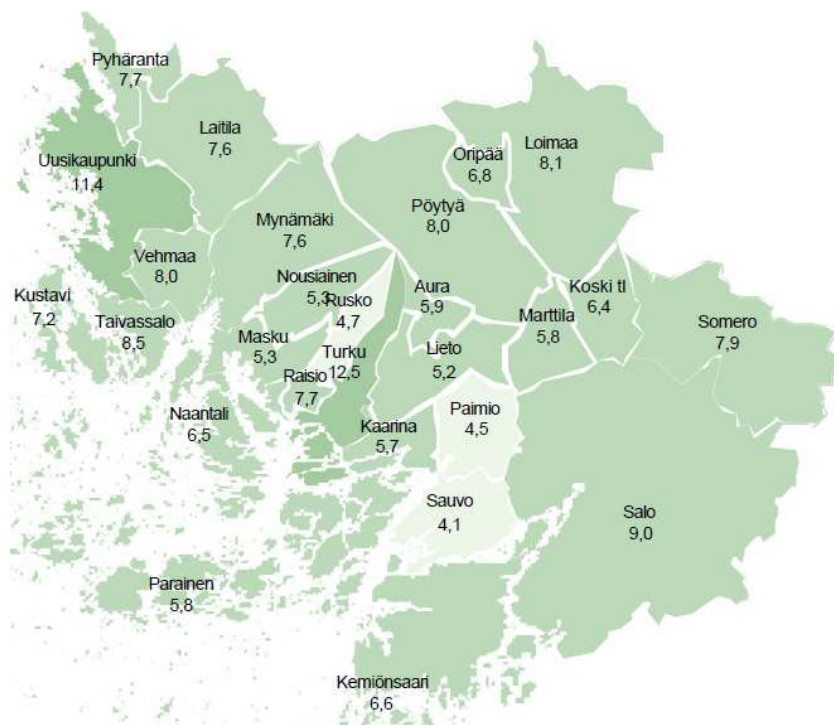 Pyhäranta
7,7
Laitila
7,6
Loimaa
8,1
Oripää
6,8
Uusikaupunki
11,4
Pöytyä
8,0
Mynämäki
7,6
Vehmaa
8,0
Nousiainen
5,3
Rusko
4,7
Aura
5,9
Koski tl
6,4
Kustavi
7,2
Taivassalo
8,5
Marttila
5,8
Somero
7,9
Masku
5,3
Turku
12,5
Lieto
5,2
Raisio
7,7
Naantali
6,5
Paimio
4,5
Kaarina
5,7
Sauvo
4,1
Salo
9,0
Parainen
5,8
Kemiönsaari
6,6